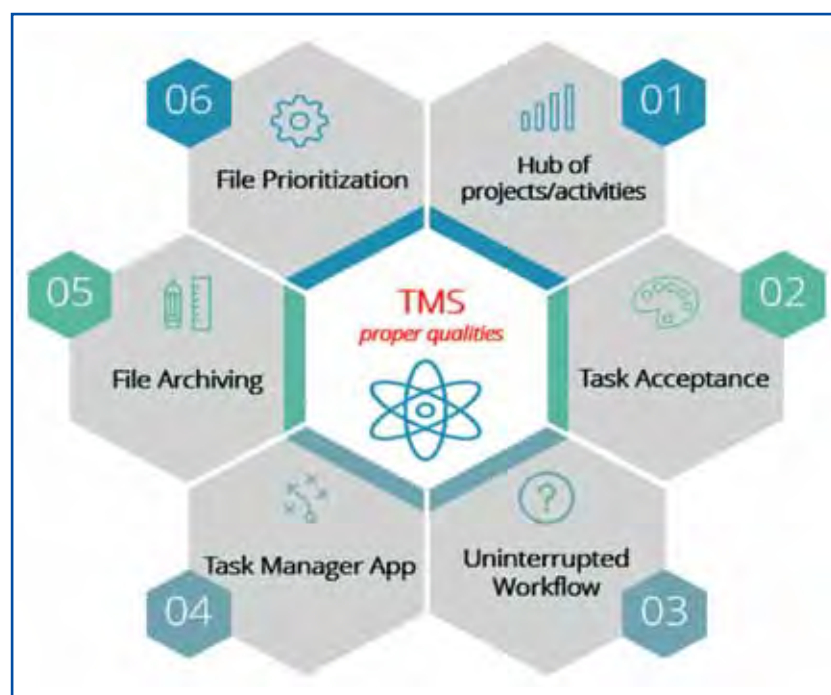 06
File Prioritization
01
Hub of
projects/activities
05
File Archiving
TMS
proper qualities
02
Task Acceptance
04
Task Manager App
03
Uninterrupted
Workflow